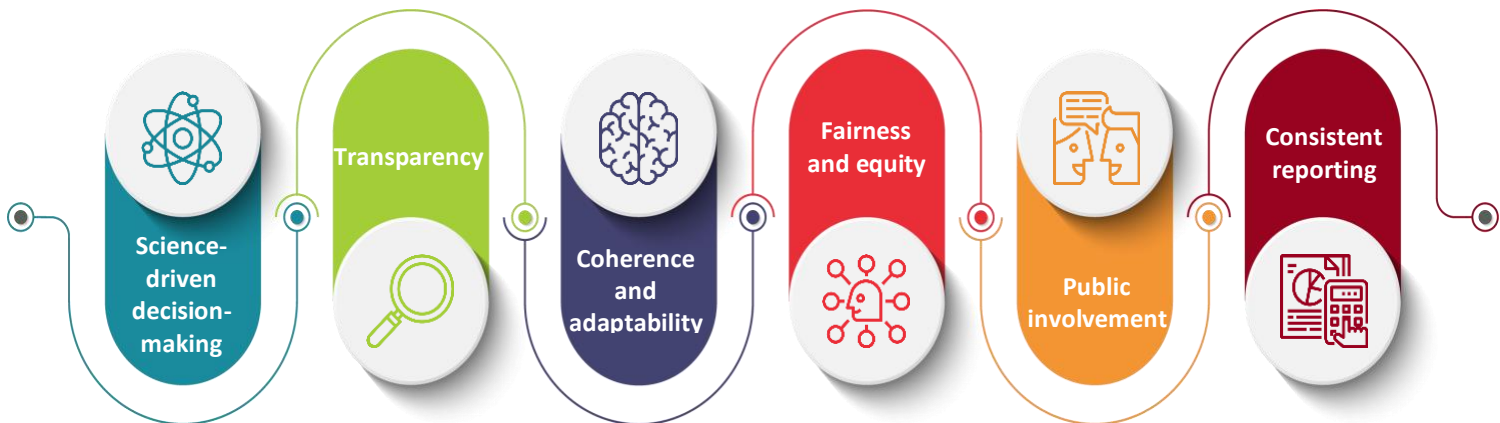 Science-
driven
decision-
making
Transparency
Coherence
and
adaptability
Fairness
and equity
Public
involvement
Consistent
reporting